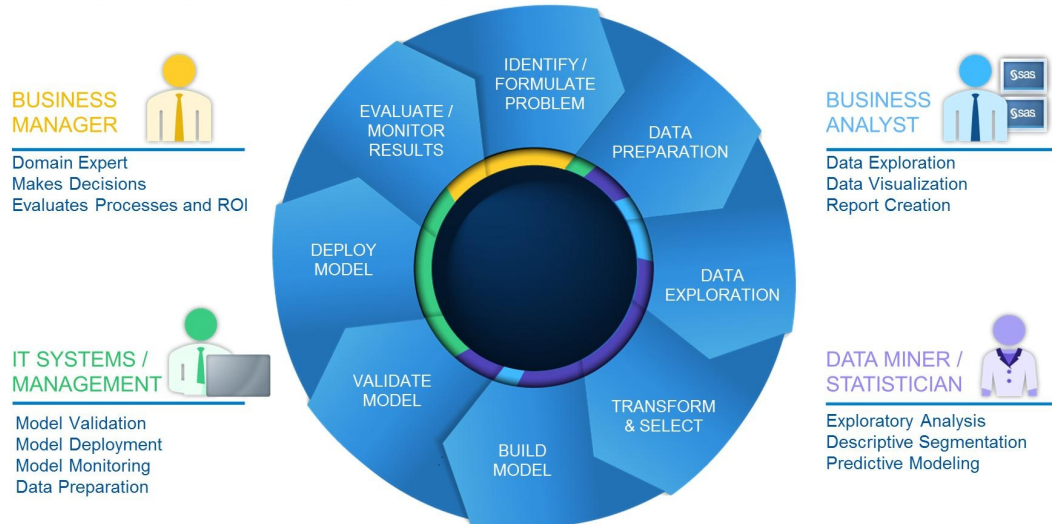 BUSINESS
MANAGER
Domain Expert
Makes Decisions
Evaluates Processes and ROI
IDENTIFY /
FORMULATE
PROBLEM
DATA
PREPARATION
DATA
EXPLORATION
TRANSFORM
& SELECT
BUILD
MODEL
VALIDATE
MODEL
DEPLOY
MODEL
EVALUATE /
MONITOR
RESULTS
BUSINESS
ANALYST
sas
sas
Data Exploration
Data Visualization
Report Creation
IT SYSTEMS /
MANAGEMENT
Model Validation
Model Deployment
Model Monitoring
Data Preparation
DATA MINER /
STATISTICIAN
Exploratory Analysis
Descriptive Segmentation
Predictive Modeling